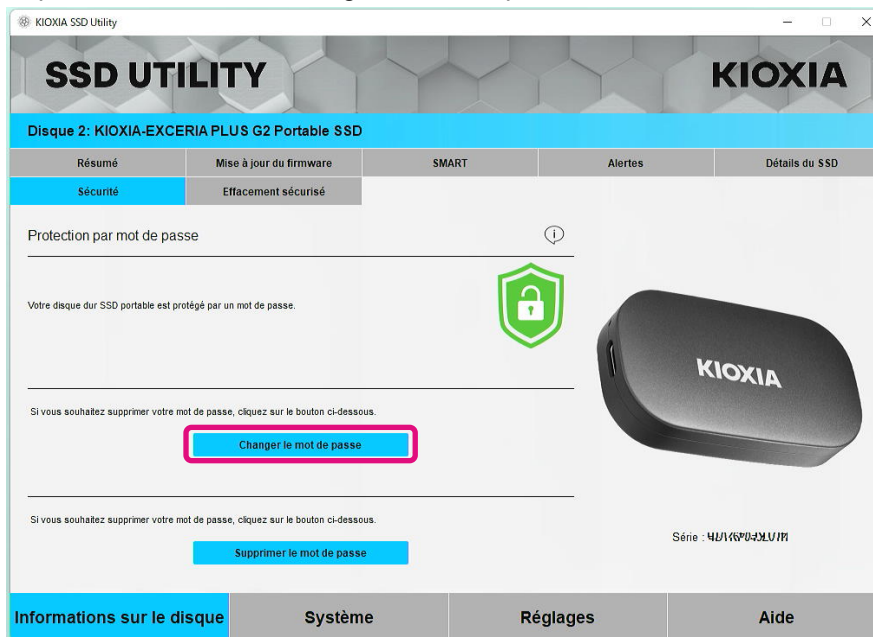 KIOXIA SSD Utility
SSD UTILITY
KIOXIA
Disque 2: KIOXIA-EXCERIA PLUS G2 Portable SSD
Résumé
Mise à jour du firmware
SMART
Alertes
Détails du SSD
Sécurité
Effacement sécurisé
Protection par mot de passe
Votre disque dur SSD portable est protégé par un mot de passe.
KIOXIA
Si vous souhaitez supprimer votre mot de passe, cliquez sur le bouton ci-dessous.
Changer le mot de passe
Si vous souhaitez supprimer votre mot de passe, cliquez sur le bouton ci-dessous.
Supprimer le mot de passe
Série :
Informations sur le disque
Système
Réglages
Aide